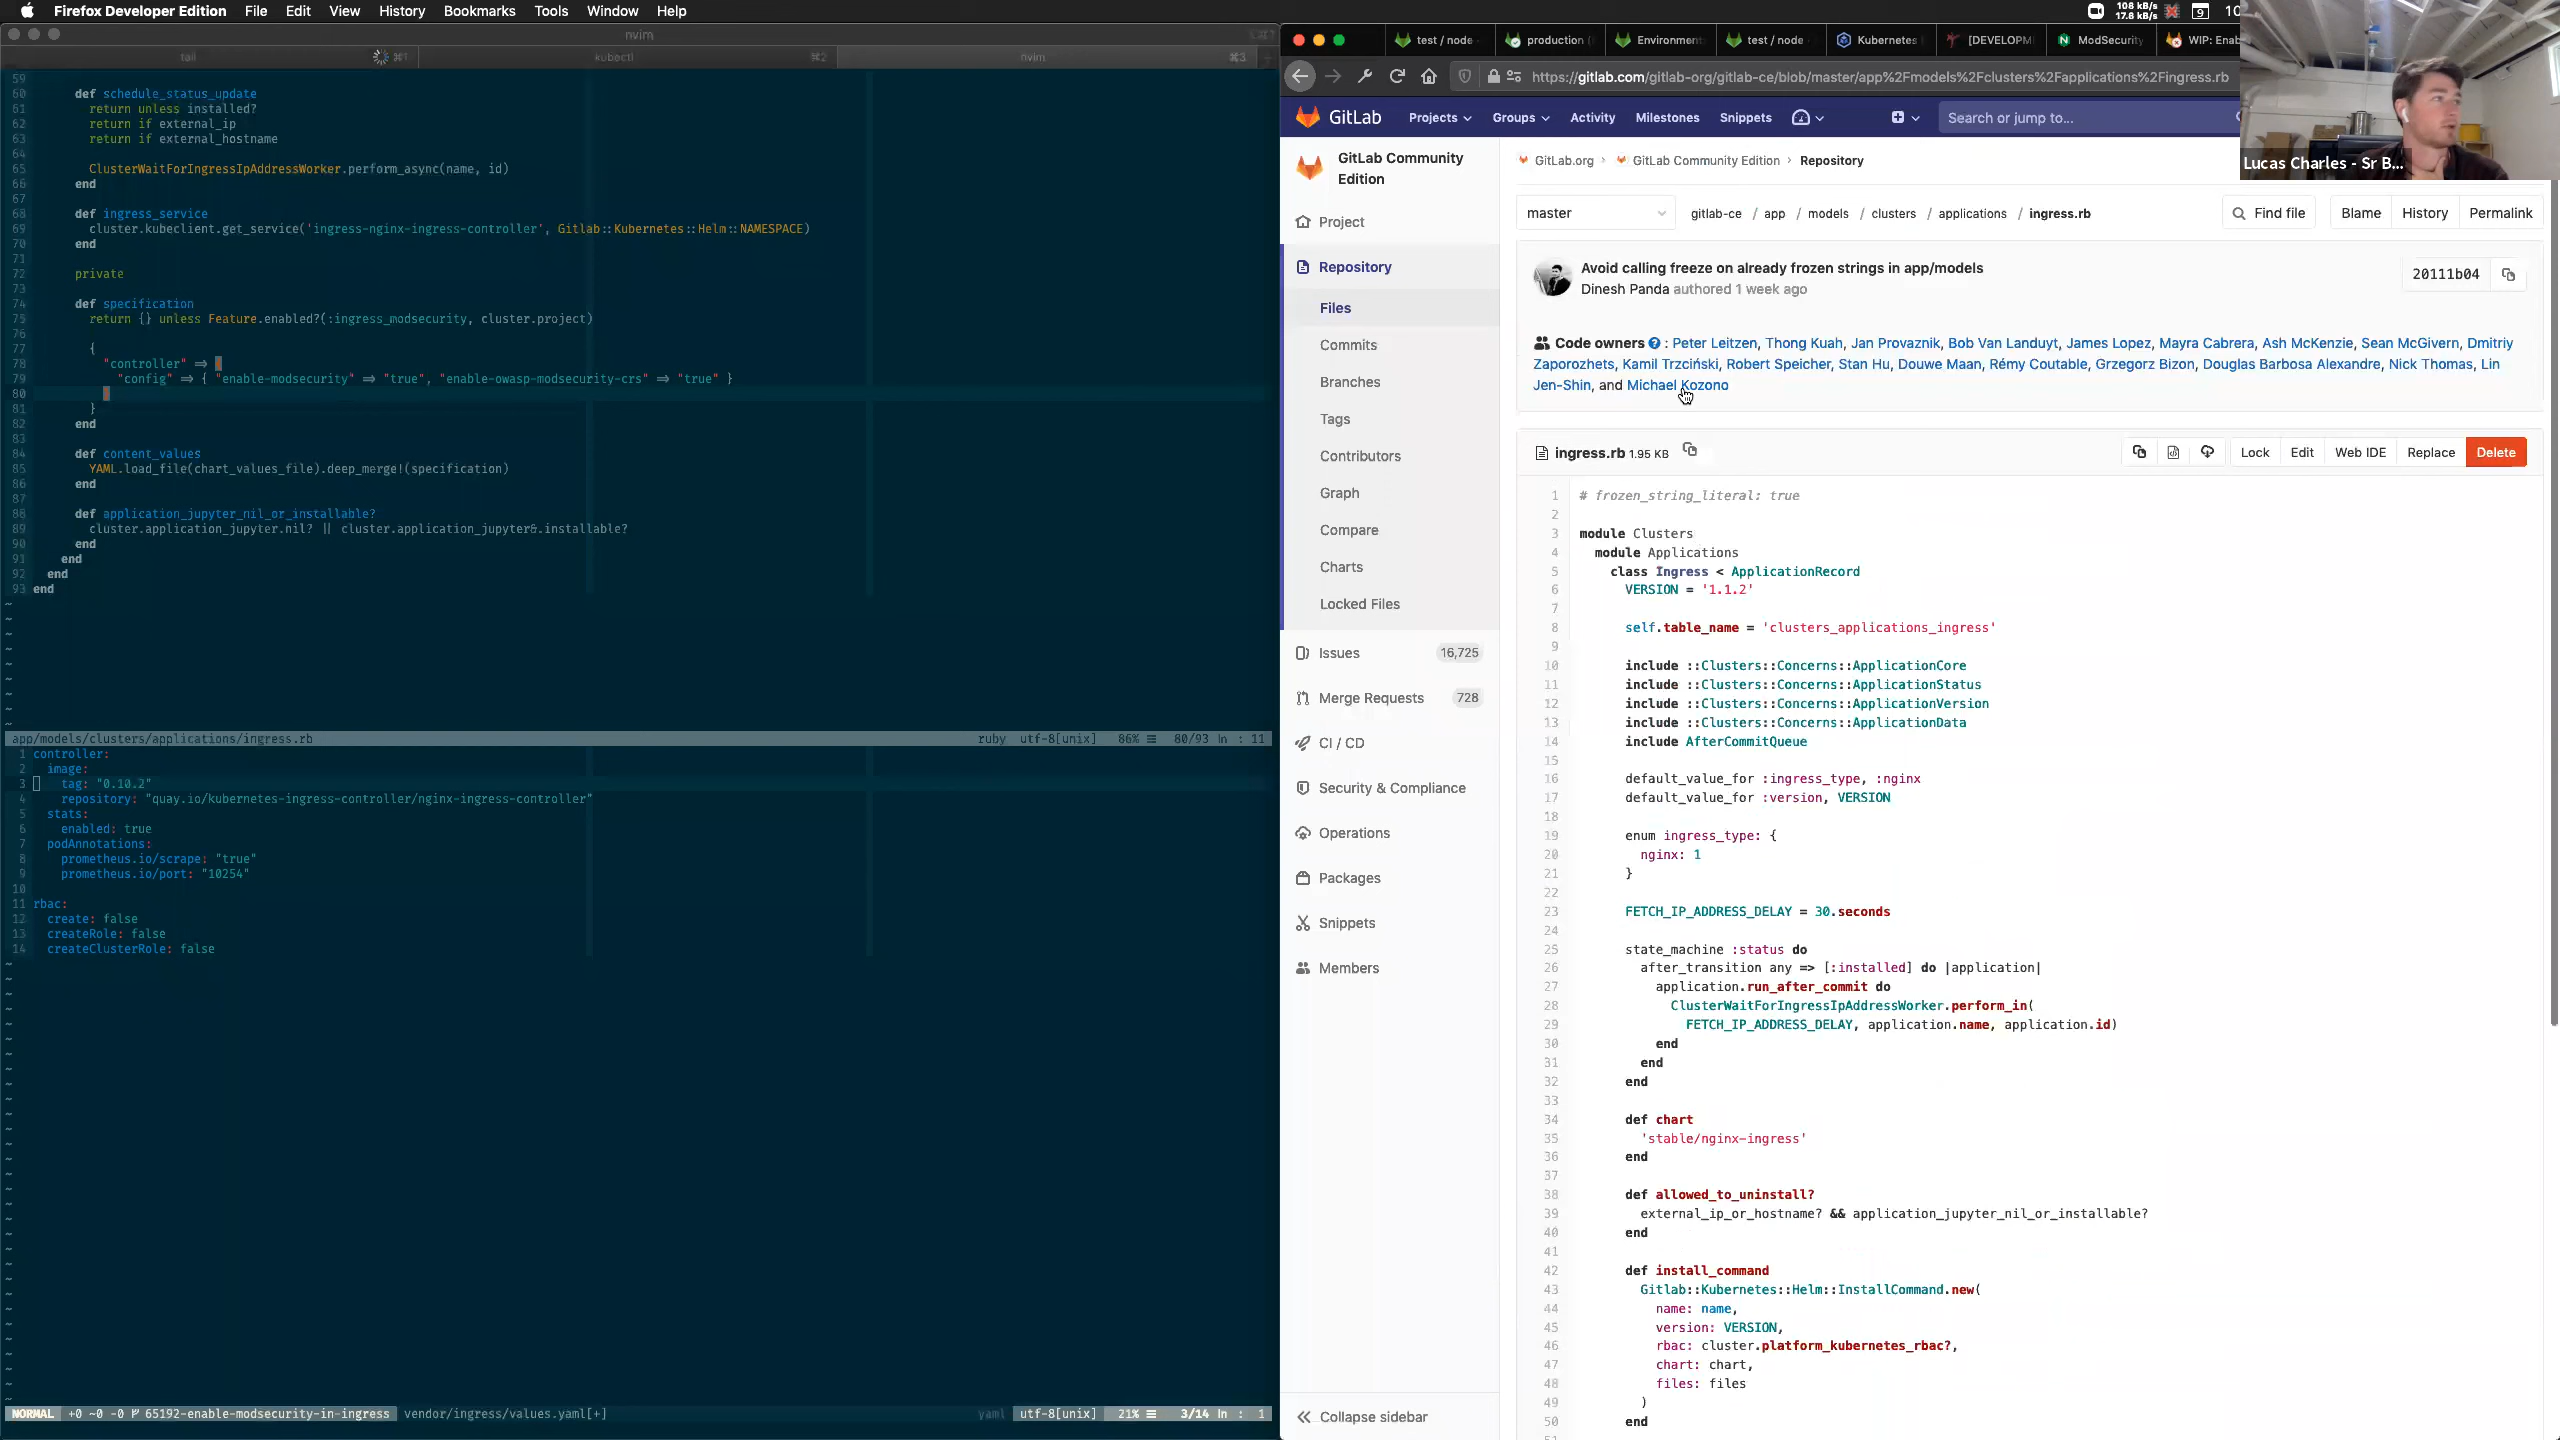 Firefox Developer Edition File Edit View History Bookmarks Tools Window Help
108 kB/s
17.8 kB/s
9
nvim
tail
kubectl
nvim
59
60 def schedule_status_update
61 return unless installed?
62 return if external_ip
63 return if external_hostname
64
65 ClusterWaitForIngressIpAddressWorker.perform_async(name, id)
66 end
67
68 def ingress_service
69 cluster.kubeclient.get_service('ingress-nginx-ingress-controller', Gitlab::Kubernetes::Helm::NAMESPACE)
70 end
71
72 private
73
74 def specification
75 return {} unless Feature.enabled?(:ingress_modsecurity, cluster.project)
76
77 {
78 "controller" => {
79 "config" => { "enable-modsecurity" => "true", "enable-owasp-modsecurity-crs" => "true" }
80 }
81 }
82 end
83
84 def content_values
85 YAML.load_file(chart_values_file).deep_merge!(specification)
86 end
87
88 def application_jupyter_nil_or_installable?
89 cluster.application_jupyter.nil? || cluster.application_jupyter&.installable?
90 end
91 end
92 end
93 end
app/models/clusters/applications/ingress.rb ruby utf-8[unix] 86% 80/93 ln : 11
1 controller:
2 image:
3 tag: "0.10.2"
4 repository: "quay.io/kubernetes-ingress-controller/nginx-ingress-controller"
5 stats:
6 enabled: true
7 podAnnotations:
8 prometheus.io/scrape: "true"
9 prometheus.io/port: "10254"
10
11 rbac:
12 create: false
13 createRole: false
14 createClusterRole: false
NORMAL +0 ~0 -0 65192-enable-modsecurity-in-ingress vendor/ingress/values.yaml[+] yaml utf-8[unix] 21% 3/14 ln : 1
test / node production ( Environment test / node Kubernetes [DEVELOPM ModSecurity WIP: Enab
https://gitlab.com/gitlab-org/gitlab-ce/blob/master/app%2Fmodels%2Fclusters%2Fapplications%2Fingress.rb
GitLab Projects Groups Activity Milestones Snippets Search or jump to...
Lucas Charles - Sr B...
GitLab Community
Edition
Project
Repository
Files
Commits
Branches
Tags
Contributors
Graph
Compare
Charts
Locked Files
Issues 16,725
Merge Requests 728
CI / CD
Security & Compliance
Operations
Packages
Snippets
Members
Collapse sidebar
GitLab.org › GitLab Community Edition › Repository
master gitlab-ce / app / models / clusters / applications / ingress.rb Find file Blame History Permalink
Avoid calling freeze on already frozen strings in app/models
Dinesh Panda authored 1 week ago
20111b04
Code owners : Peter Leitzen, Thong Kuah, Jan Provaznik, Bob Van Landuyt, James Lopez, Mayra Cabrera, Ash McKenzie, Sean McGivern, Dmitriy
Zaporozhets, Kamil Trzciński, Robert Speicher, Stan Hu, Douwe Maan, Rémy Coutable, Grzegorz Bizon, Douglas Barbosa Alexandre, Nick Thomas, Lin
Jen-Shin, and Michael Kozono
ingress.rb 1.95 KB Lock Edit Web IDE Replace Delete
1 # frozen_string_literal: true
2
3 module Clusters
4 module Applications
5 class Ingress < ApplicationRecord
6 VERSION = '1.1.2'
7
8 self.table_name = 'clusters_applications_ingress'
9
10 include ::Clusters::Concerns::ApplicationCore
11 include ::Clusters::Concerns::ApplicationStatus
12 include ::Clusters::Concerns::ApplicationVersion
13 include ::Clusters::Concerns::ApplicationData
14 include AfterCommitQueue
15
16 default_value_for :ingress_type, :nginx
17 default_value_for :version, VERSION
18
19 enum ingress_type: {
20 nginx: 1
21 }
22
23 FETCH_IP_ADDRESS_DELAY = 30.seconds
24
25 state_machine :status do
26 after_transition any => [:installed] do |application|
27 application.run_after_commit do
28 ClusterWaitForIngressIpAddressWorker.perform_in(
29 FETCH_IP_ADDRESS_DELAY, application.name, application.id)
30 end
31 end
32 end
33
34 def chart
35 'stable/nginx-ingress'
36 end
37
38 def allowed_to_uninstall?
39 external_ip_or_hostname? && application_jupyter_nil_or_installable?
40 end
41
42 def install_command
43 Gitlab::Kubernetes::Helm::InstallCommand.new(
44 name: name,
45 version: VERSION,
46 rbac: cluster.platform_kubernetes_rbac?,
47 chart: chart,
48 files: files
49 )
50 end